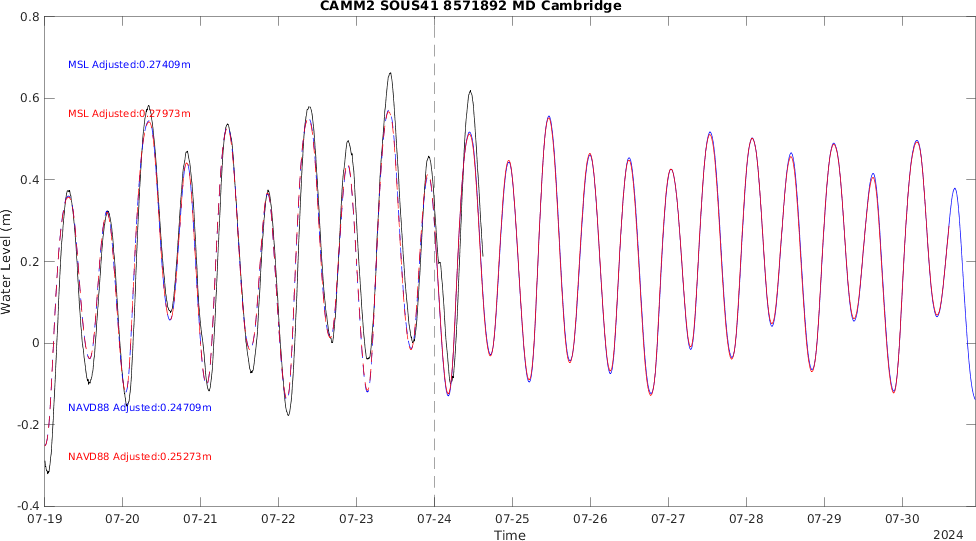 CAMM2 SOUS41 8571892 MD Cambridge
0.8
MSL Adjusted:0.27409m
0.6
MSL Adjusted:0.27973m
0.4
Water Level (m)
0.2
0
-0.2
NAVD88 Adjusted:0.24709m
NAVD88 Adjusted:0.25273m
-0.4
07-19 07-20 07-21 07-22 07-23 07-24 07-25 07-26 07-27 07-28 07-29 07-30
Time
2024